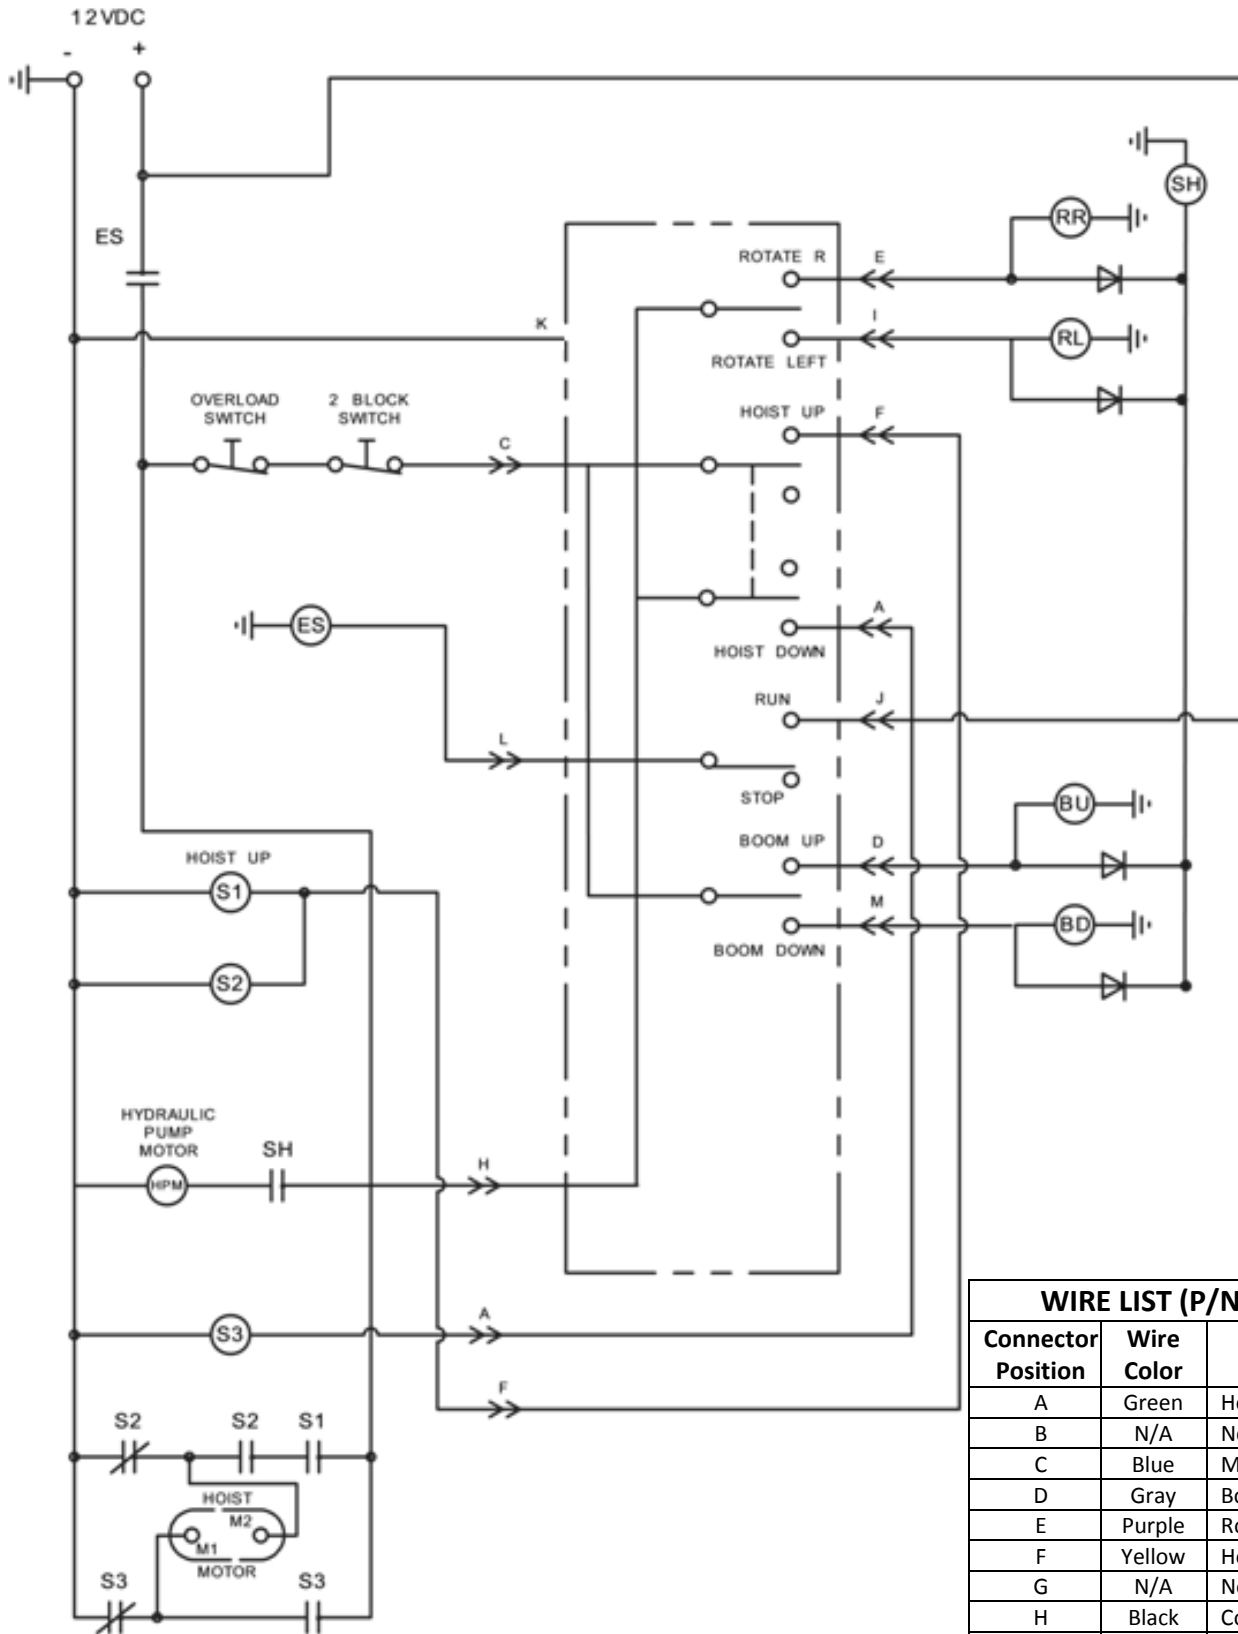 12VDC
- +
ES
SH
RR
ROTATE R
E
K
I
RL
ROTATE LEFT
OVERLOAD
SWITCH
2 BLOCK
SWITCH
HOIST UP
F
C
ES
A
HOIST DOWN
RUN
J
L
STOP
BU
HOIST UP
BOOM UP
D
S1
M
BD
BOOM DOWN
S2
HYDRAULIC
PUMP
MOTOR
SH
H
HPM
A
S3
F
S2 S2 S1
HOIST
M2
M1
MOTOR
S3 S3
WIRE LIST (P/N
Connector Position Wire Color
A Green
B N/A
C Blue
D Gray
E Purple
F Yellow
G N/A
H Black